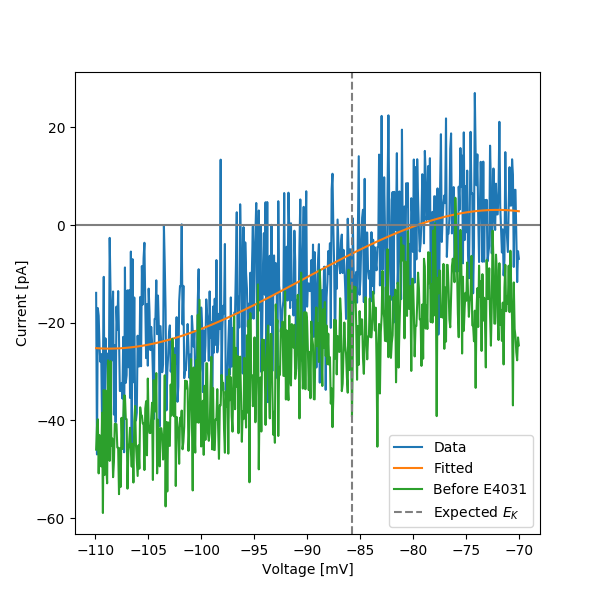 20
0
−20
−40
−60
Current [pA]
−110
−105
−100
−95
−90
−85
−80
−75
−70
Voltage [mV]
Data
Fitted
Before E4031
Expected E_K